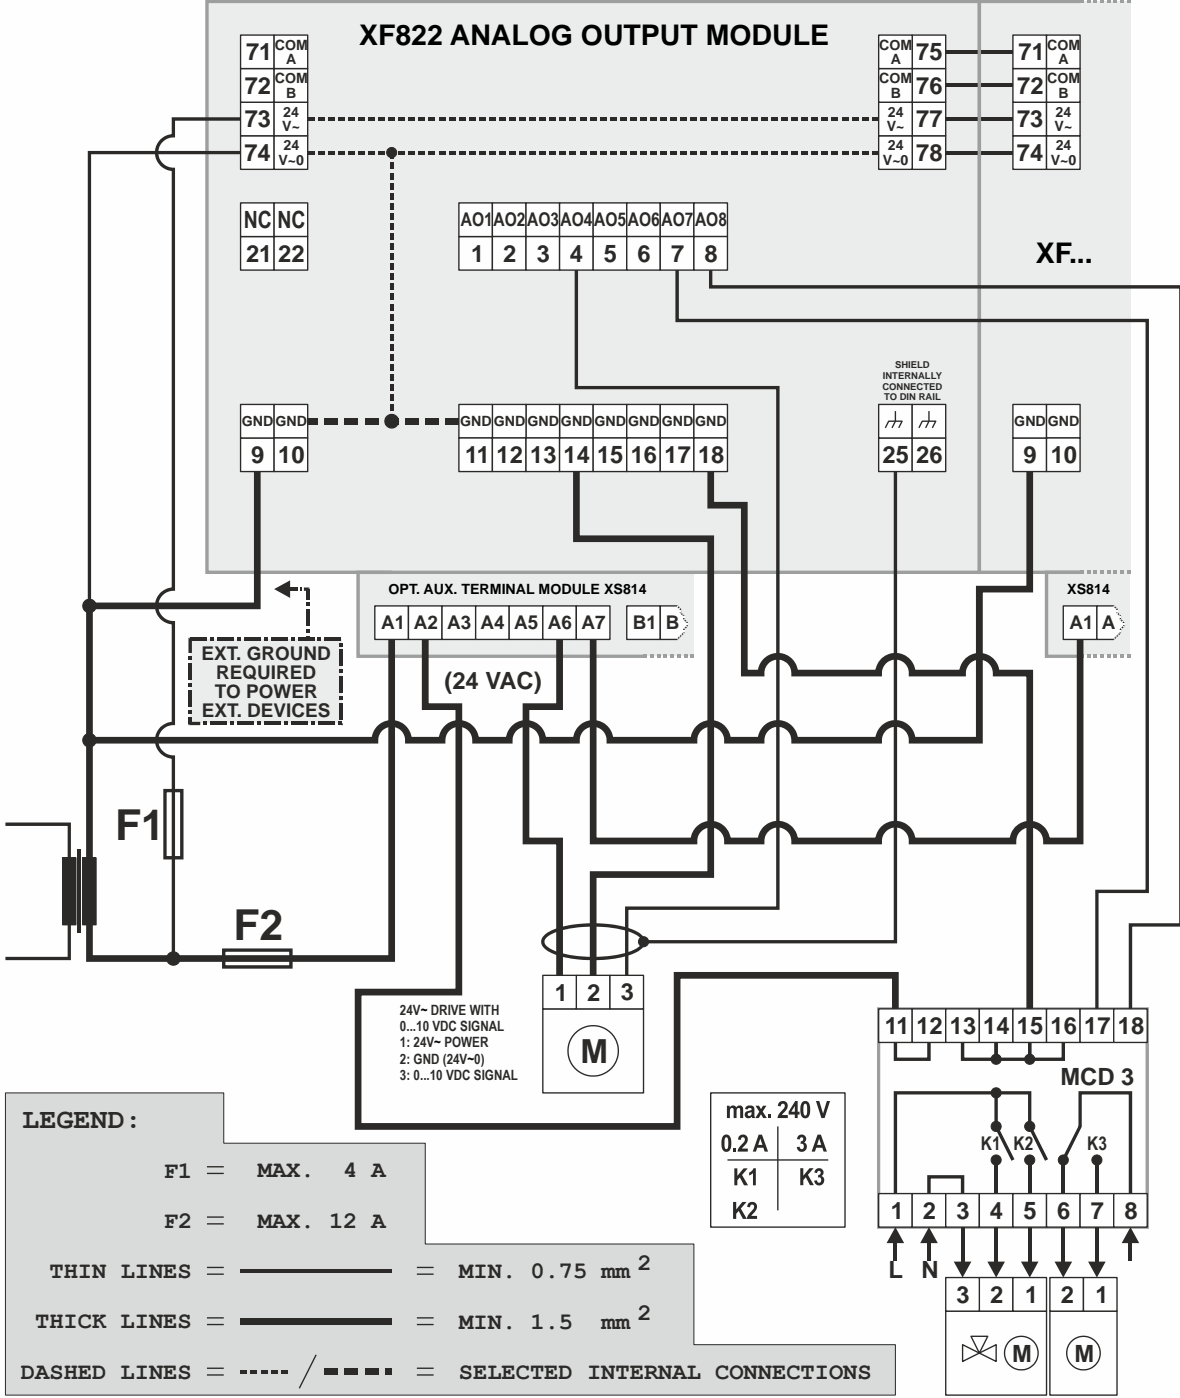 XF822 ANALOG OUTPUT MODULE
71 COM A
72 COM B
73 24 V~
74 24 V~0
COM A 75
COM B 76
24 V~ 77
24 V~0 78
71 COM A
72 COM B
73 24 V~
74 24 V~0
NC NC
21 22
AO1 AO2 AO3 AO4 AO5 AO6 AO7 AO8
1 2 3 4 5 6 7 8
XF...
SHIELD
INTERNALLY
CONNECTED
TO DIN RAIL
GND GND
9 10
GND GND GND GND GND GND GND GND
11 12 13 14 15 16 17 18
25 26
GND GND
9 10
OPT. AUX. TERMINAL MODULE XS814
A1 A2 A3 A4 A5 A6 A7 B1 B
XS814
A1 A
(24 VAC)
EXT. GROUND
REQUIRED
TO POWER
EXT. DEVICES
F1
F2
1 2 3
M
24V~ DRIVE WITH
0...10 VDC SIGNAL
1: 24V~ POWER
2: GND (24V~0)
3: 0...10 VDC SIGNAL
11 12 13 14 15 16 17 18
MCD 3
K1 K2 K3
1 2 3 4 5 6 7 8
L N
3 2 1 2 1
M M
max. 240 V
0.2 A 3 A
K1 K3
K2
LEGEND:
F1 = MAX. 4 A
F2 = MAX. 12 A
THIN LINES = = MIN. 0.75 mm 2
THICK LINES = = MIN. 1.5 mm 2
DASHED LINES = / = SELECTED INTERNAL CONNECTIONS